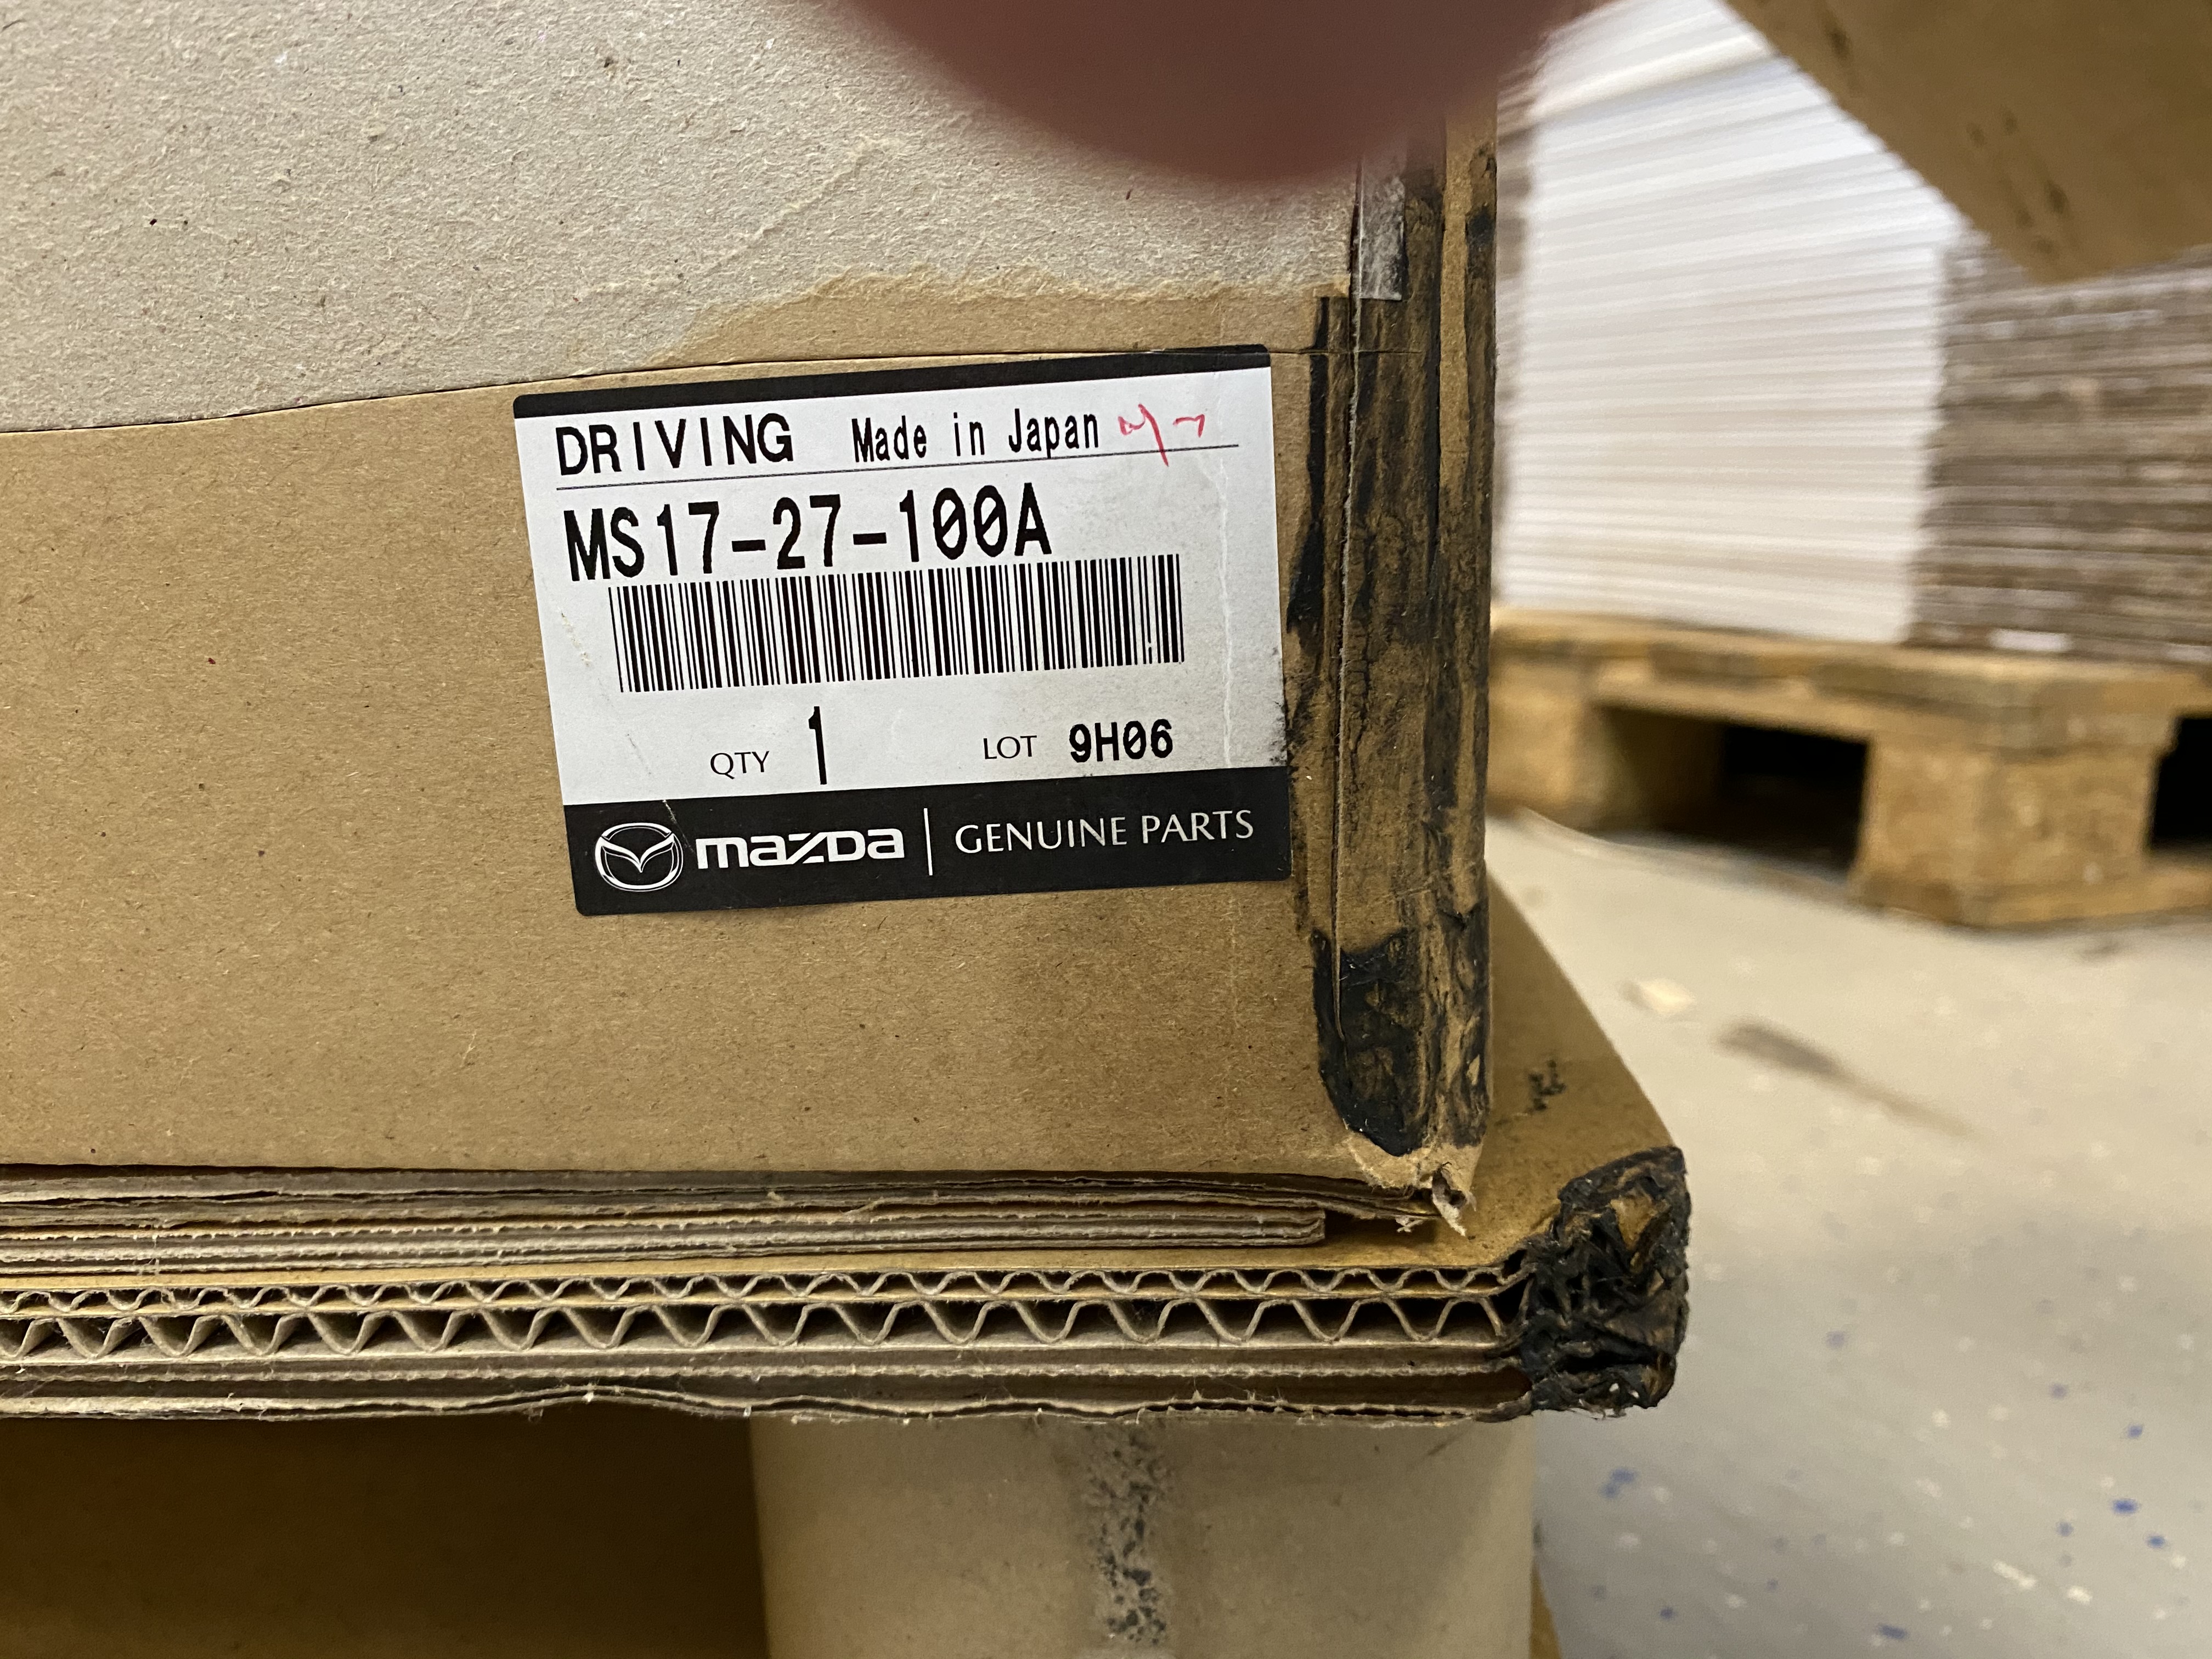 DRIVING Made in Japan
MS17-27-100A
QTY 1 LOT 9H06
mazda | GENUINE PARTS